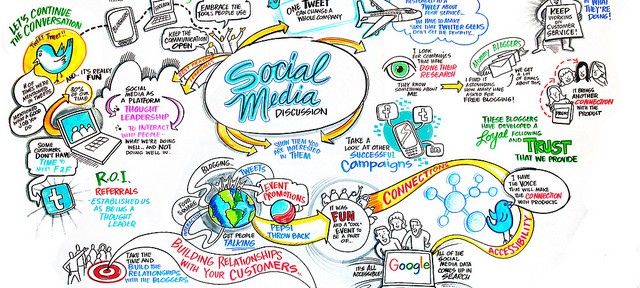 LET'S CONTINUE
THE CONVERSATION
TWEET TWEET!!
KEEP THE
COMMUNICATION
OPEN
EMBRACE THE
TOOLS PEOPLE USE
ONE TWEET
CAN CHANGE A
WHOLE COMPANY
TWEET ABOUT
YOUR SERVICE...
SO MAKE
SURE THAT TWITTER GEEKS
DON'T GET THE BENEFITS..
KEEP
WORKING
ON
CUSTOMER
SERVICE!
IN WHAT
THEY'RE
DOING!
AND.. IT'S REALLY
FUN
80% OF
OUR TIME
SOCIAL
MEDIA AS
A PLATFORM
THOUGHT
LEADERSHIP
TO INTERACT
WITH PEOPLE..
WHAT WE'RE DOING
WELL.. AND NOT
DOING WELL IN..
Social
Media
DISCUSSION
SHOW THEM YOU
ARE INTERESTED
IN THEM
I LOOK
FOR COMPANIES
THAT HAVE
DONE THEIR
RESEARCH
THEY KNOW
SOMETHING ABOUT
ME
Mommy BLOGGERS
I FIND IT
ASTONISHING
HOW MANY HAVE
ASKED FOR
FREE BLOGGING!
WE GET
A LOT
OF EMAILS
ABOUT THIS
IT BRINGS
ANOTHER
CONNECTION
WITH THE
PRODUCT
t
f
t
TAKE A
LOOK AT OTHER
SUCCESSFUL
Campaigns
THESE BLOGGERS
HAVE DEVELOPED A
Loyal FOLLOWING
AND
TRUST
THAT WE PROVIDE
SOME
CUSTOMERS
DON'T HAVE
TIME TO
MEET F2F
t
R.O.I.
REFERRALS
- ESTABLISHED US
AS BEING A
THOUGHT
LEADER
BLOGGING..
TWEETS
GET PEOPLE
TALKING
EVENT
PROMOTIONS
PEPSI
THROW BACK
IT WAS
FUN
AND A "COOL"
EVENT TO
BE A PART
OF..
CONNECTIONS
I HAVE
THE VOICE
THAT WILL MAKE
THE CONNECTION
WITH PRODUCTS.
ACCESSIBILITY
TAKE THE
TIME AND
BUILD THE
RELATIONSHIPS
WITH THE BLOGGERS
BUILDING RELATIONSHIPS
WITH YOUR CUSTOMERS...
IT'S ALL
ACCESSIBLE!
Google
ALL OF THE
SOCIAL
MEDIA DATA
COMES UP IN
SEARCH